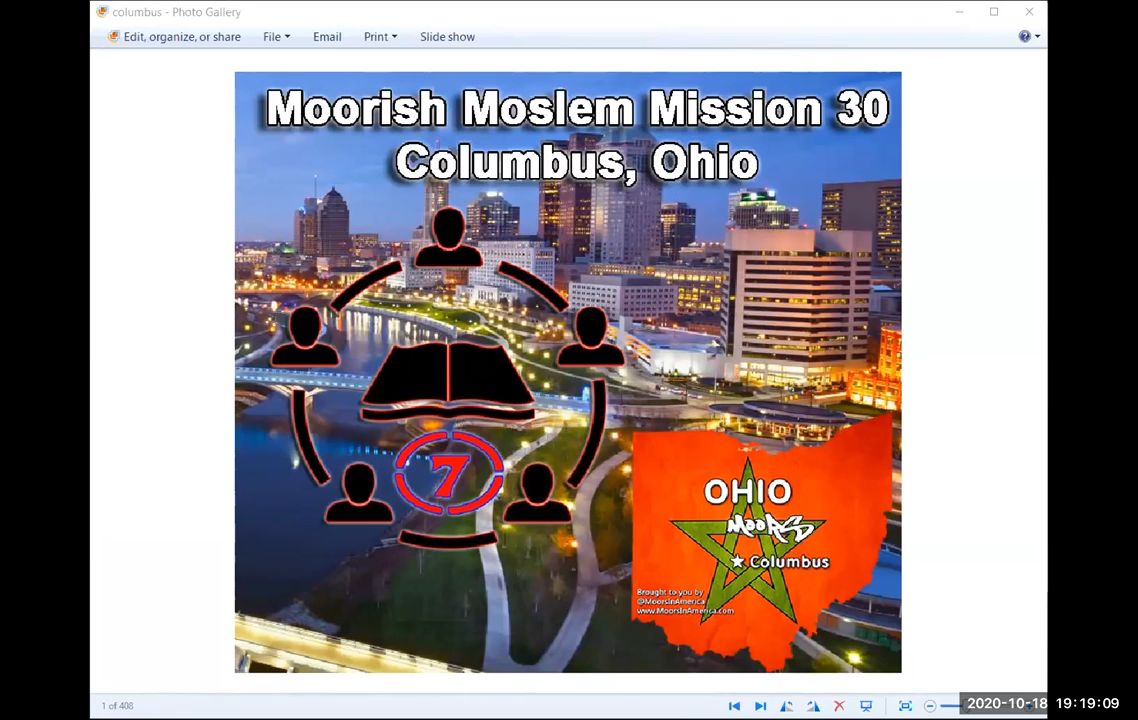 columbus - Photo Gallery
Edit, organize, or share File Email Print Slide show
Moorish Moslem Mission 30
Columbus, Ohio
7
OHIO
MOORS
Columbus
Brought to you by
@MoorsInAmerica
www.MoorsInAmerica.com
1 of 408
2020-10-18 19:19:09